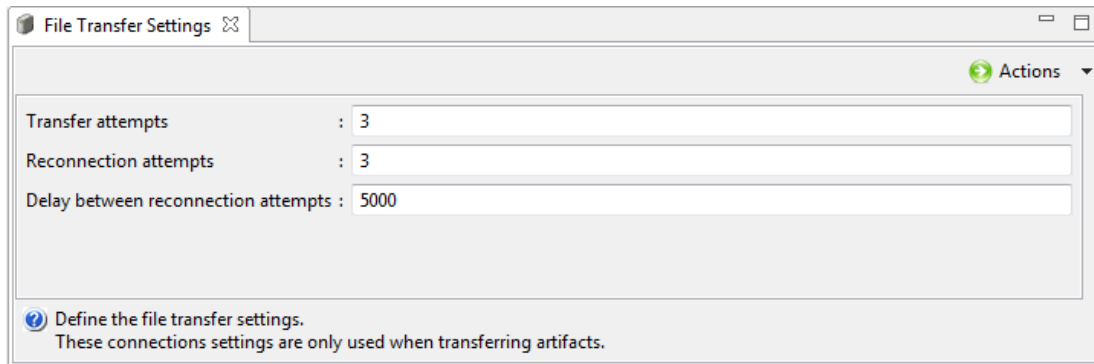 File Transfer Settings
Actions
Transfer attempts : 3
Reconnection attempts : 3
Delay between reconnection attempts : 5000
Define the file transfer settings.
These connections settings are only used when transferring artifacts.